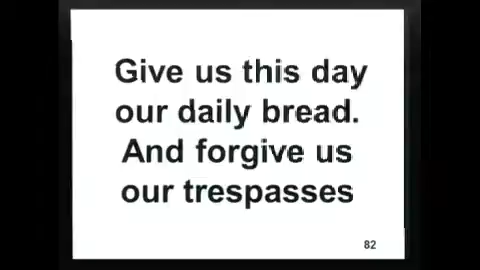 Give us this day
our daily bread.
And forgive us
our trespasses
82